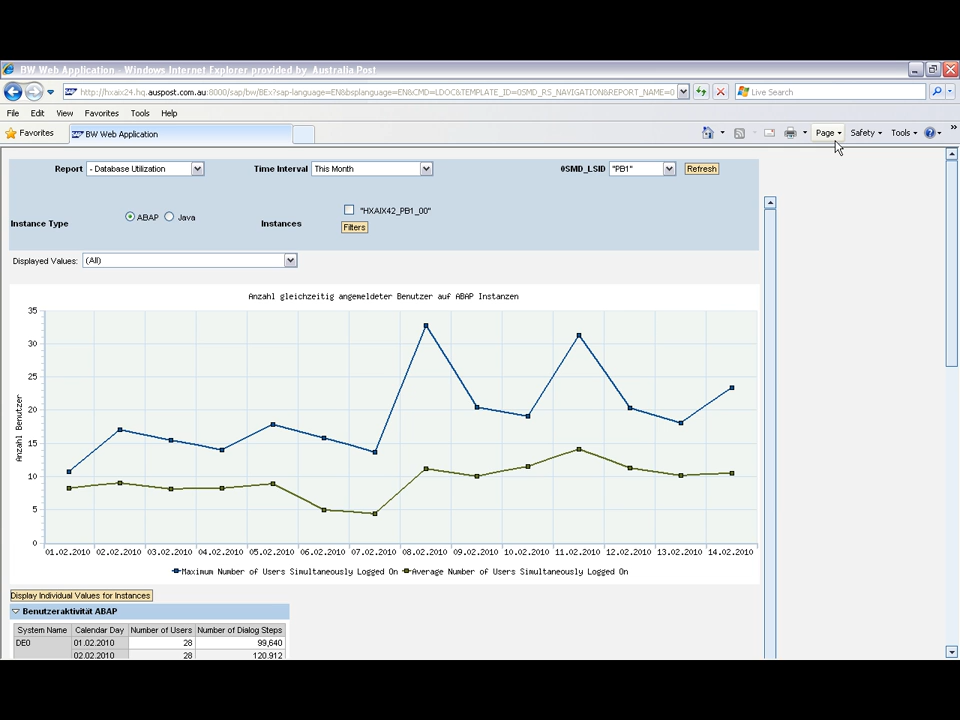 BW Web Application - Windows Internet Explorer provided by Australia Post
http://hxaix24.hq.auspost.com.au:8000/sap/bw/BEx?sap-language=EN&bsplanguage=EN&CMD=LDOC&TEMPLATE_ID=0SMD_RS_NAVIGATION&REPORT_NAME=0
Live Search
File Edit View Favorites Tools Help
Favorites BW Web Application Page Safety Tools
Report - Database Utilization Time Interval This Month 0SMD_LSID "PB1" Refresh
Instance Type ABAP Java Instances "HXAIX42_PB1_00"
Filters
Displayed Values: (All)
Anzahl gleichzeitig angemeldeter Benutzer auf ABAP Instanzen
Anzahl Benutzer
35
30
25
20
15
10
5
0
01.02.2010 02.02.2010 03.02.2010 04.02.2010 05.02.2010 06.02.2010 07.02.2010 08.02.2010 09.02.2010 10.02.2010 11.02.2010 12.02.2010 13.02.2010 14.02.2010
Maximum Number of Users Simultaneously Logged On Average Number of Users Simultaneously Logged On
Display Individual Values for Instances
Benutzeraktivität ABAP
System Name Calendar Day Number of Users Number of Dialog Steps
DE0 01.02.2010 28 99,640
02.02.2010 28 120,912